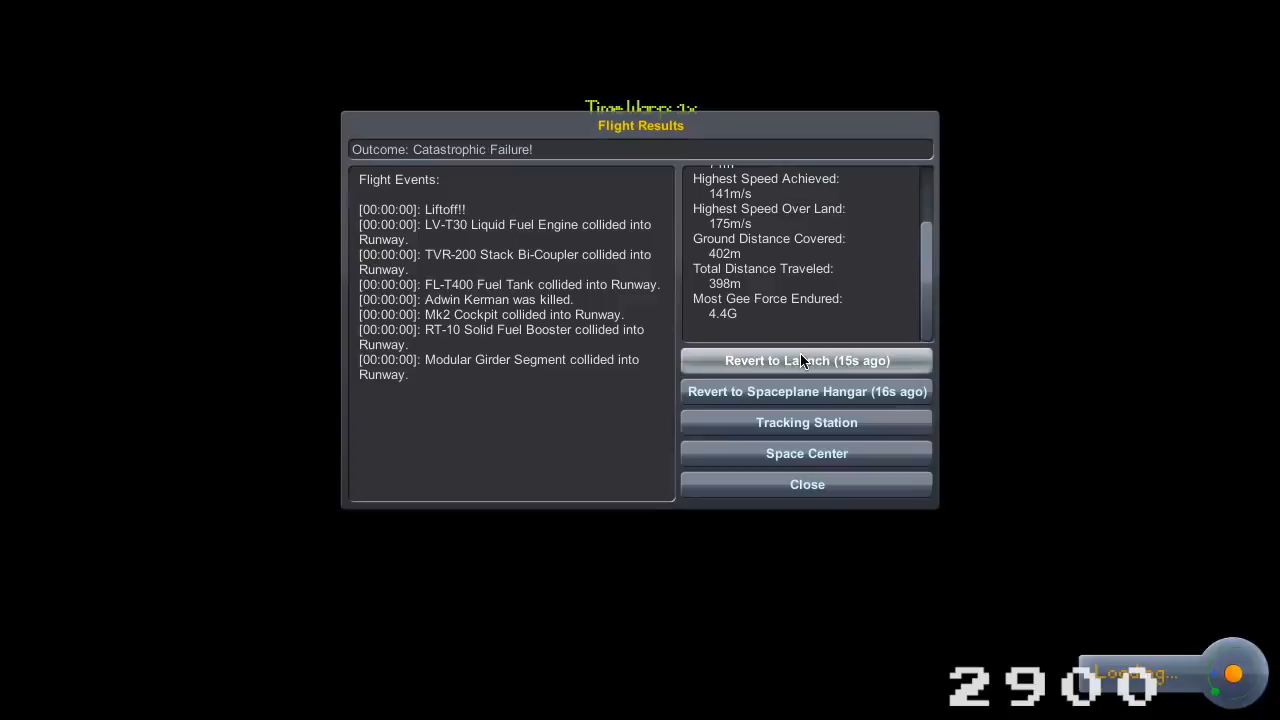 Time Warp: 1x
Flight Results
Outcome: Catastrophic Failure!
Flight Events:
[00:00:00]: Liftoff!!
[00:00:00]: LV-T30 Liquid Fuel Engine collided into
Runway.
[00:00:00]: TVR-200 Stack Bi-Coupler collided into
Runway.
[00:00:00]: FL-T400 Fuel Tank collided into Runway.
[00:00:00]: Adwin Kerman was killed.
[00:00:00]: Mk2 Cockpit collided into Runway.
[00:00:00]: RT-10 Solid Fuel Booster collided into
Runway.
[00:00:00]: Modular Girder Segment collided into
Runway.
Highest Speed Achieved:
141m/s
Highest Speed Over Land:
175m/s
Ground Distance Covered:
402m
Total Distance Traveled:
398m
Most Gee Force Endured:
4.4G
Revert to Launch (15s ago)
Revert to Spaceplane Hangar (16s ago)
Tracking Station
Space Center
Close
Loading...
2900